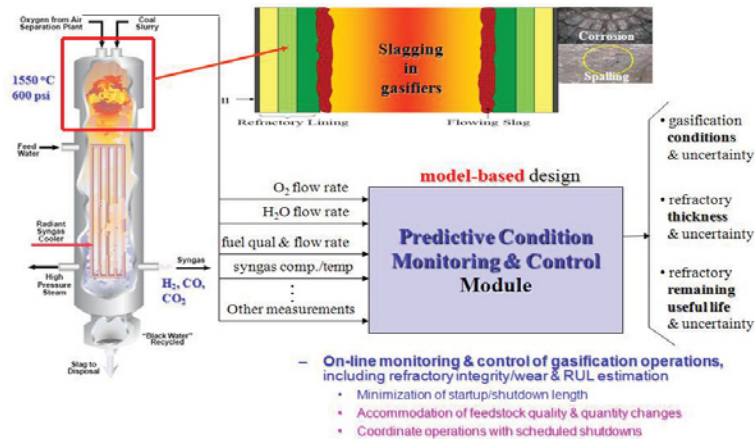 Oxygen from Air
Separation Plant
Coal
Slurry
1550 °C
600 psi
Feed
Water
Radiant
Syngas
Cooler
High
Pressure
Steam
Syngas
H2, CO,
CO2
"Black Water"
Recycled
Slag to
Disposal
Slagging
in
gasifiers
Corrosion
Spalling
Refractory Lining
Flowing Slag
model-based design
O2 flow rate
H2O flow rate
fuel qual & flow rate
syngas comp./temp
⋮
Other measurements
Predictive Condition
Monitoring & Control
Module
• gasification
conditions
& uncertainty
• refractory
thickness
& uncertainty
• refractory
remaining
useful life
& uncertainty
– On-line monitoring & control of gasification operations,
including refractory integrity/wear & RUL estimation
• Minimization of startup/shutdown length
• Accommodation of feedstock quality & quantity changes
• Coordinate operations with scheduled shutdowns